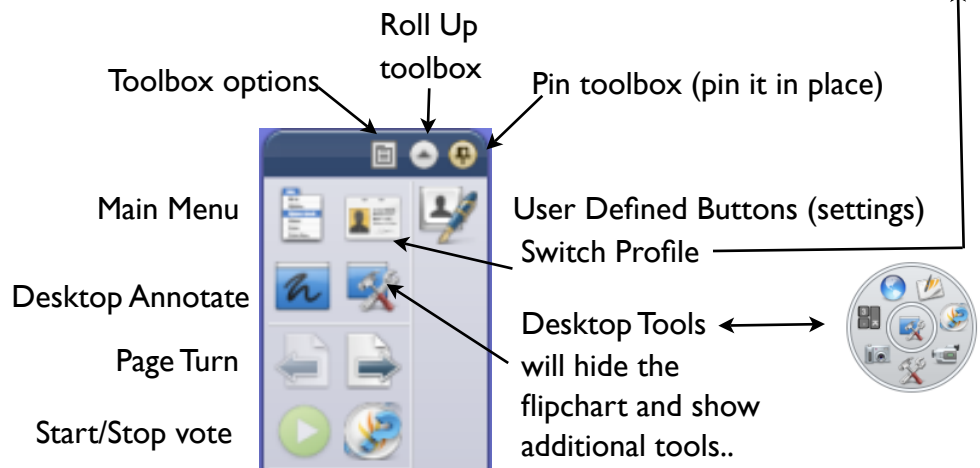 Roll Up
toolbox
Toolbox options
Pin toolbox (pin it in place)
Main Menu
User Defined Buttons (settings)
Switch Profile
Desktop Annotate
Desktop Tools
will hide the
flipchart and show
additional tools..
Page Turn
Start/Stop vote